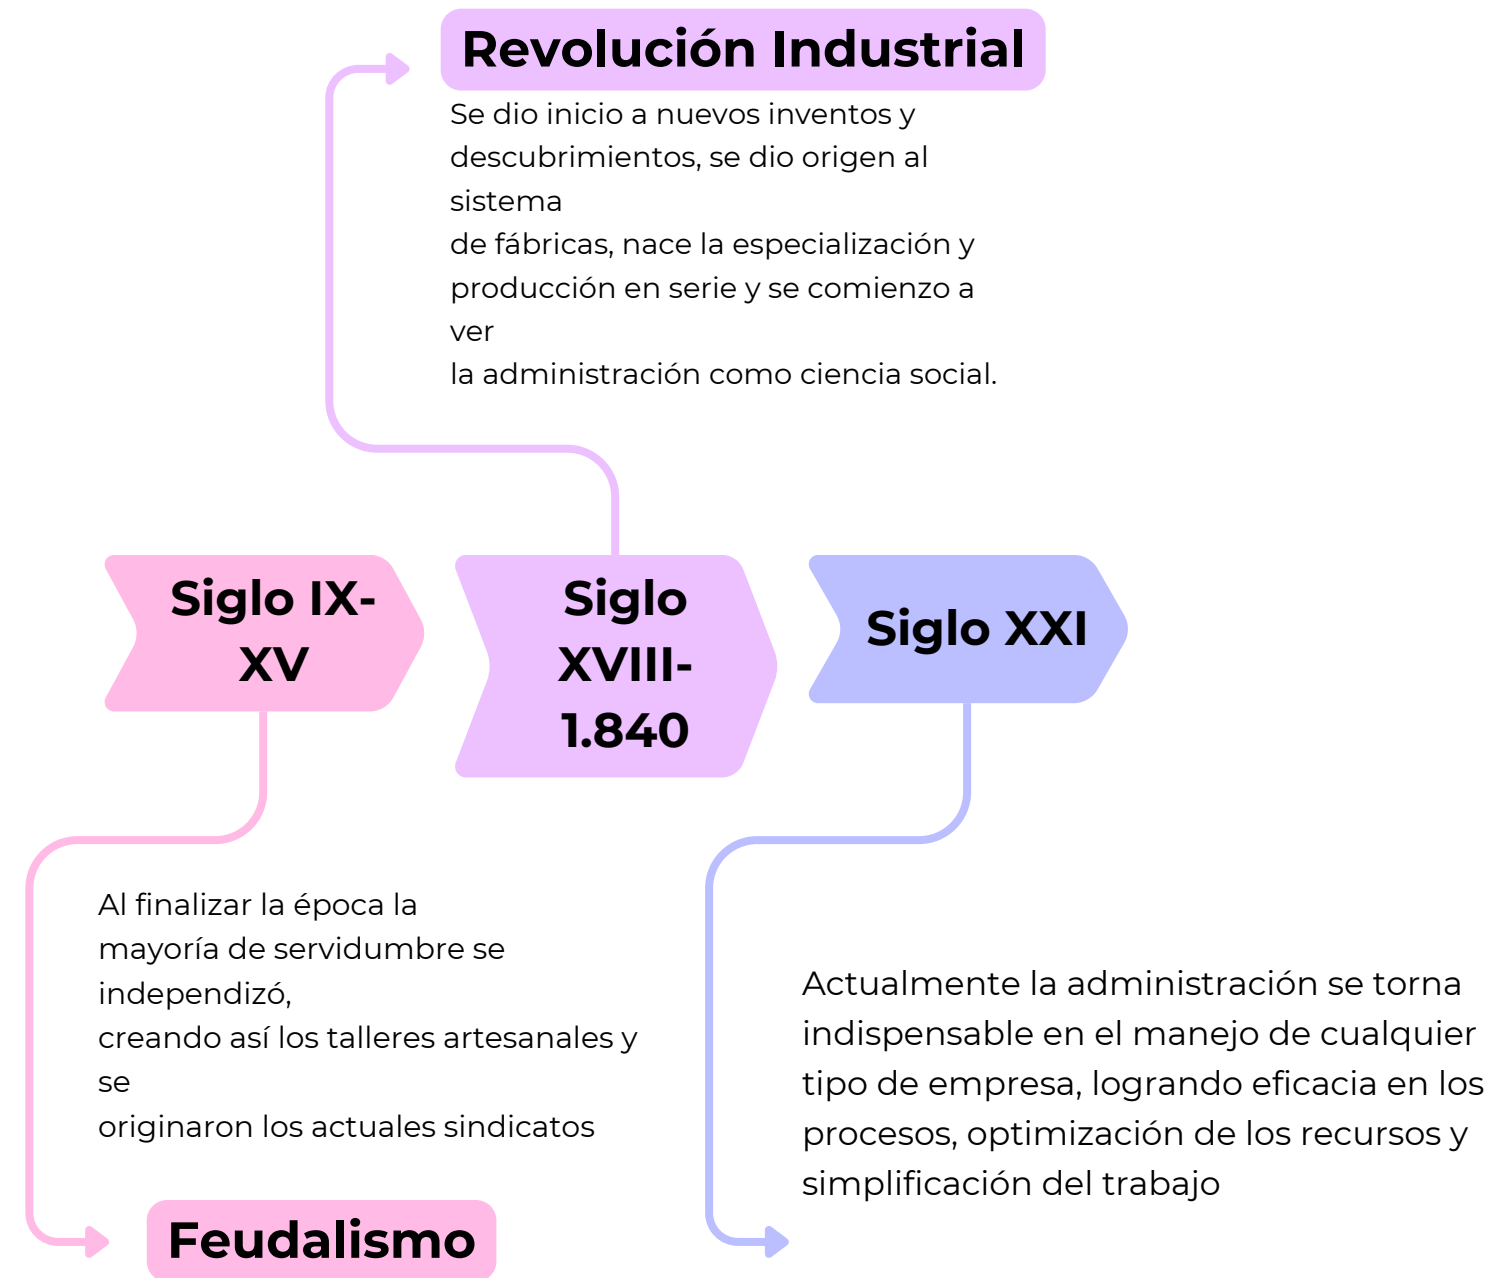 Revolución Industrial
Se dio inicio a nuevos inventos y
descubrimientos, se dio origen al
sistema
de fábricas, nace la especialización y
producción en serie y se comienzo a
ver
la administración como ciencia social.
Siglo IX-
XV
Siglo
XVIII-
1.840
Siglo XXI
Al finalizar la época la
mayoría de servidumbre se
independizó,
creando así los talleres artesanales y
se
originaron los actuales sindicatos
Feudalismo
Actualmente la administración se torna
indispensable en el manejo de cualquier
tipo de empresa, logrando eficacia en los
procesos, optimización de los recursos y
simplificación del trabajo